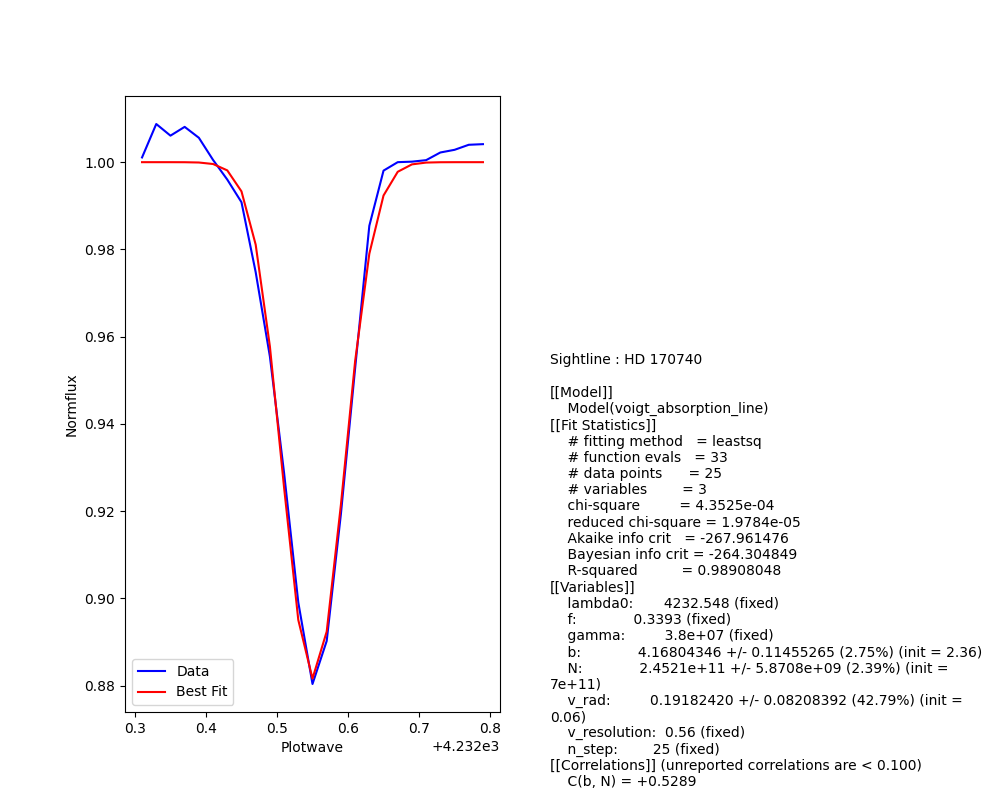 1.00
0.98
0.96
0.94
0.92
0.90
0.88
Normflux
Data
Best Fit
0.3 0.4 0.5 0.6 0.7 0.8
Plotwave
+4.232e3
Sightline : HD 170740
[[Model]]
Model(voigt_absorption_line)
[[Fit Statistics]]
# fitting method = leastsq
# function evals = 33
# data points = 25
# variables = 3
chi-square = 4.3525e-04
reduced chi-square = 1.9784e-05
Akaike info crit = -267.961476
Bayesian info crit = -264.304849
R-squared = 0.98908048
[[Variables]]
lambda0: 4232.548 (fixed)
f: 0.3393 (fixed)
gamma: 3.8e+07 (fixed)
b: 4.16804346 +/- 0.11455265 (2.75%) (init = 2.36)
N: 2.4521e+11 +/- 5.8708e+09 (2.39%) (init =
7e+11)
v_rad: 0.19182420 +/- 0.08208392 (42.79%) (init =
0.06)
v_resolution: 0.56 (fixed)
n_step: 25 (fixed)
[[Correlations]] (unreported correlations are < 0.100)
C(b, N) = +0.5289